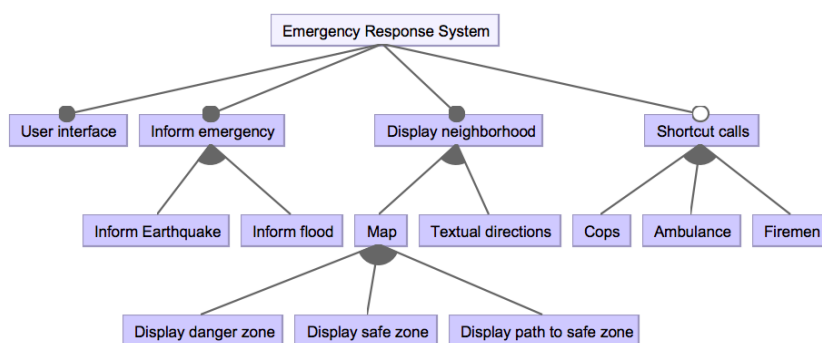 Emergency Response System
User interface
Inform emergency
Display neighborhood
Shortcut calls
Inform Earthquake
Inform flood
Map
Textual directions
Cops
Ambulance
Firemen
Display danger zone
Display safe zone
Display path to safe zone